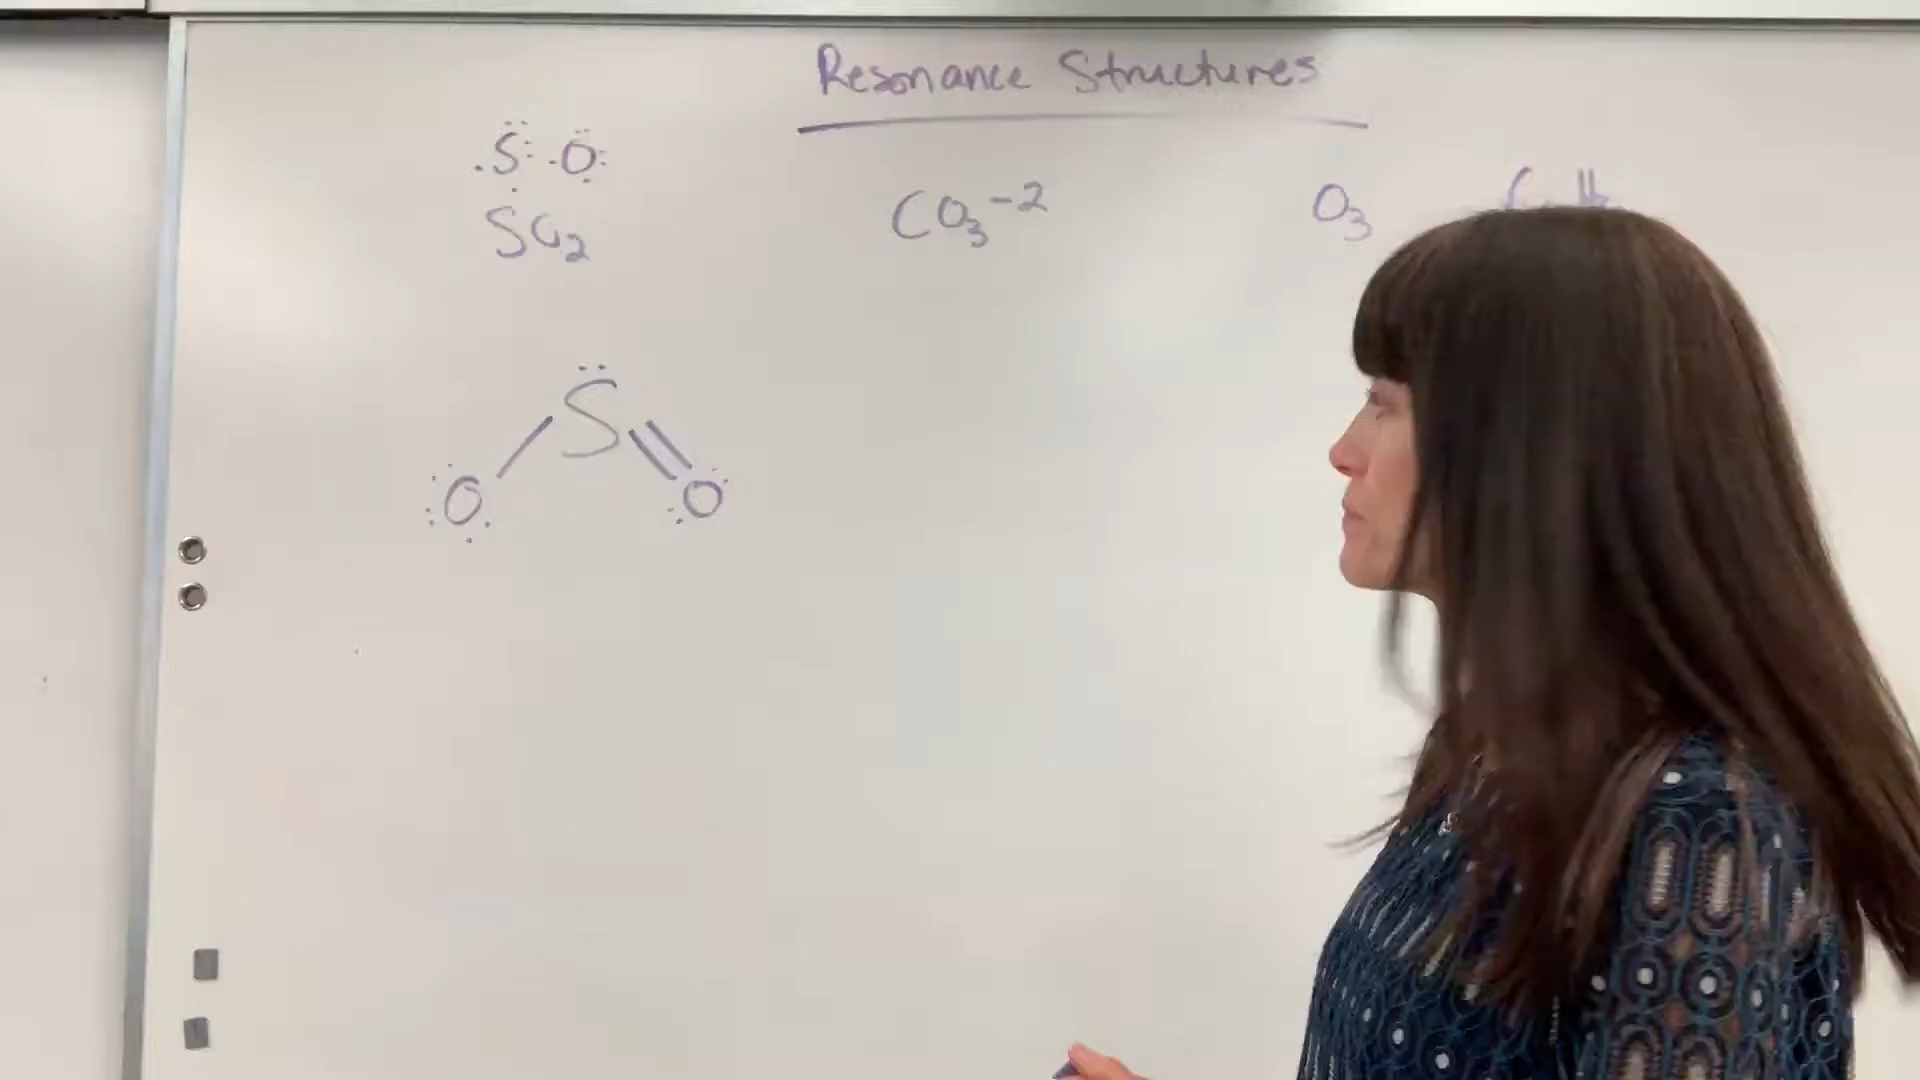 Resonance Structures
S O
SO2
CO3-2
O3
S
O
O